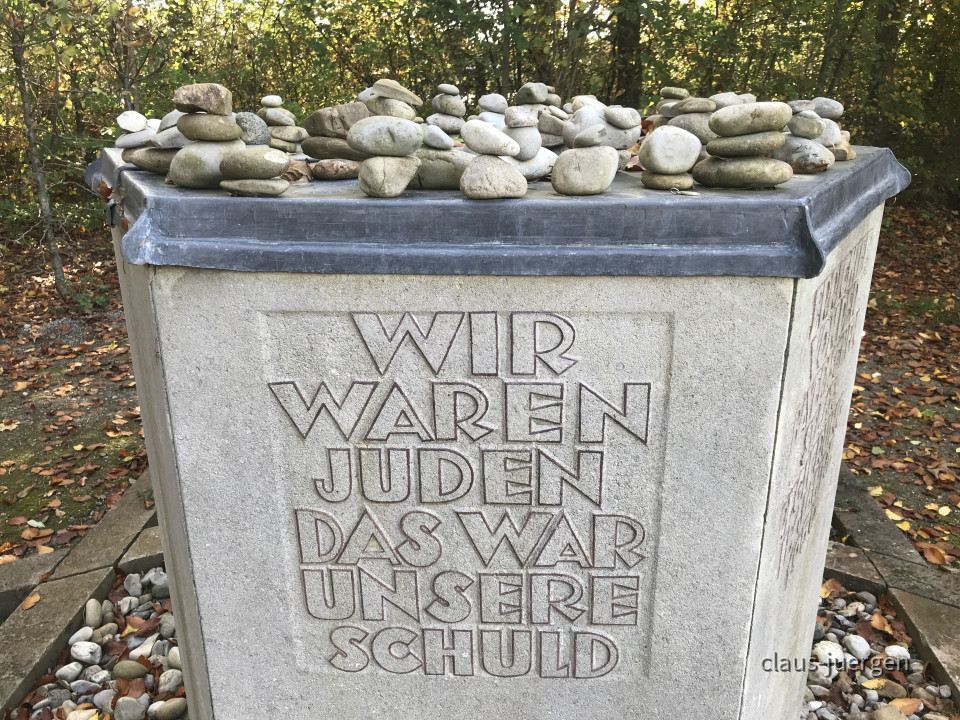 WIR
WAREN
JUDEN
DAS WAR
UNSERE
SCHULD
claus-juergen